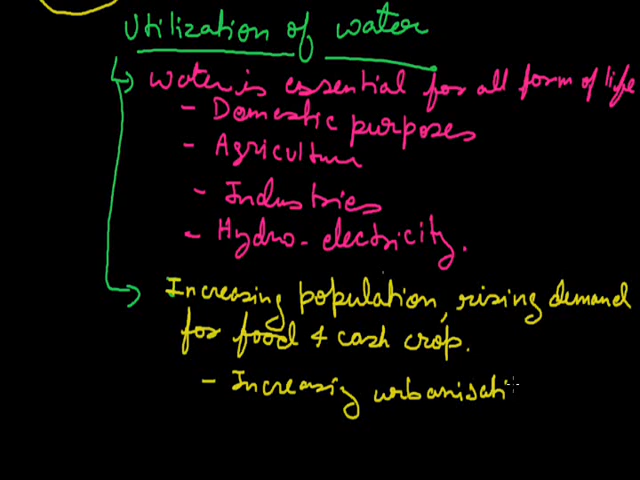 Utilization of water
Water is essential for all form of life
- Domestic purposes
- Agriculture
- Industries
- Hydro-electricity.
Increasing population, rising demand
for food & cash crop.
- Increasing urbanisati